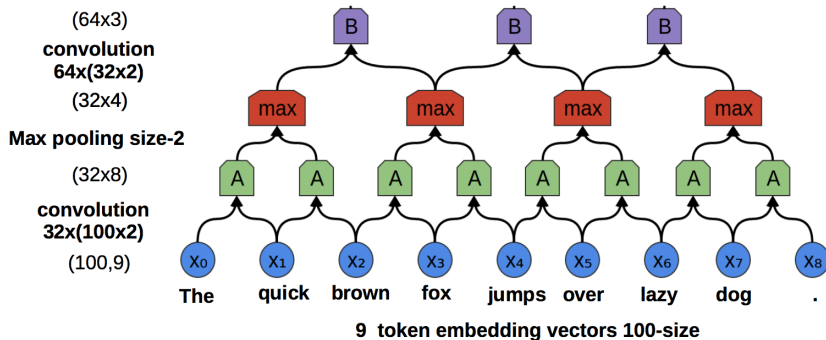 (64x3) B B B
convolution
64x(32x2)
(32x4) max max max max
Max pooling size-2
(32x8) A A A A A A A A
convolution
32x(100x2)
(100,9) X₀ X₁ X₂ X₃ X₄ X₅ X₆ X₇ X₈
The quick brown fox jumps over lazy dog .
9 token embedding vectors 100-size